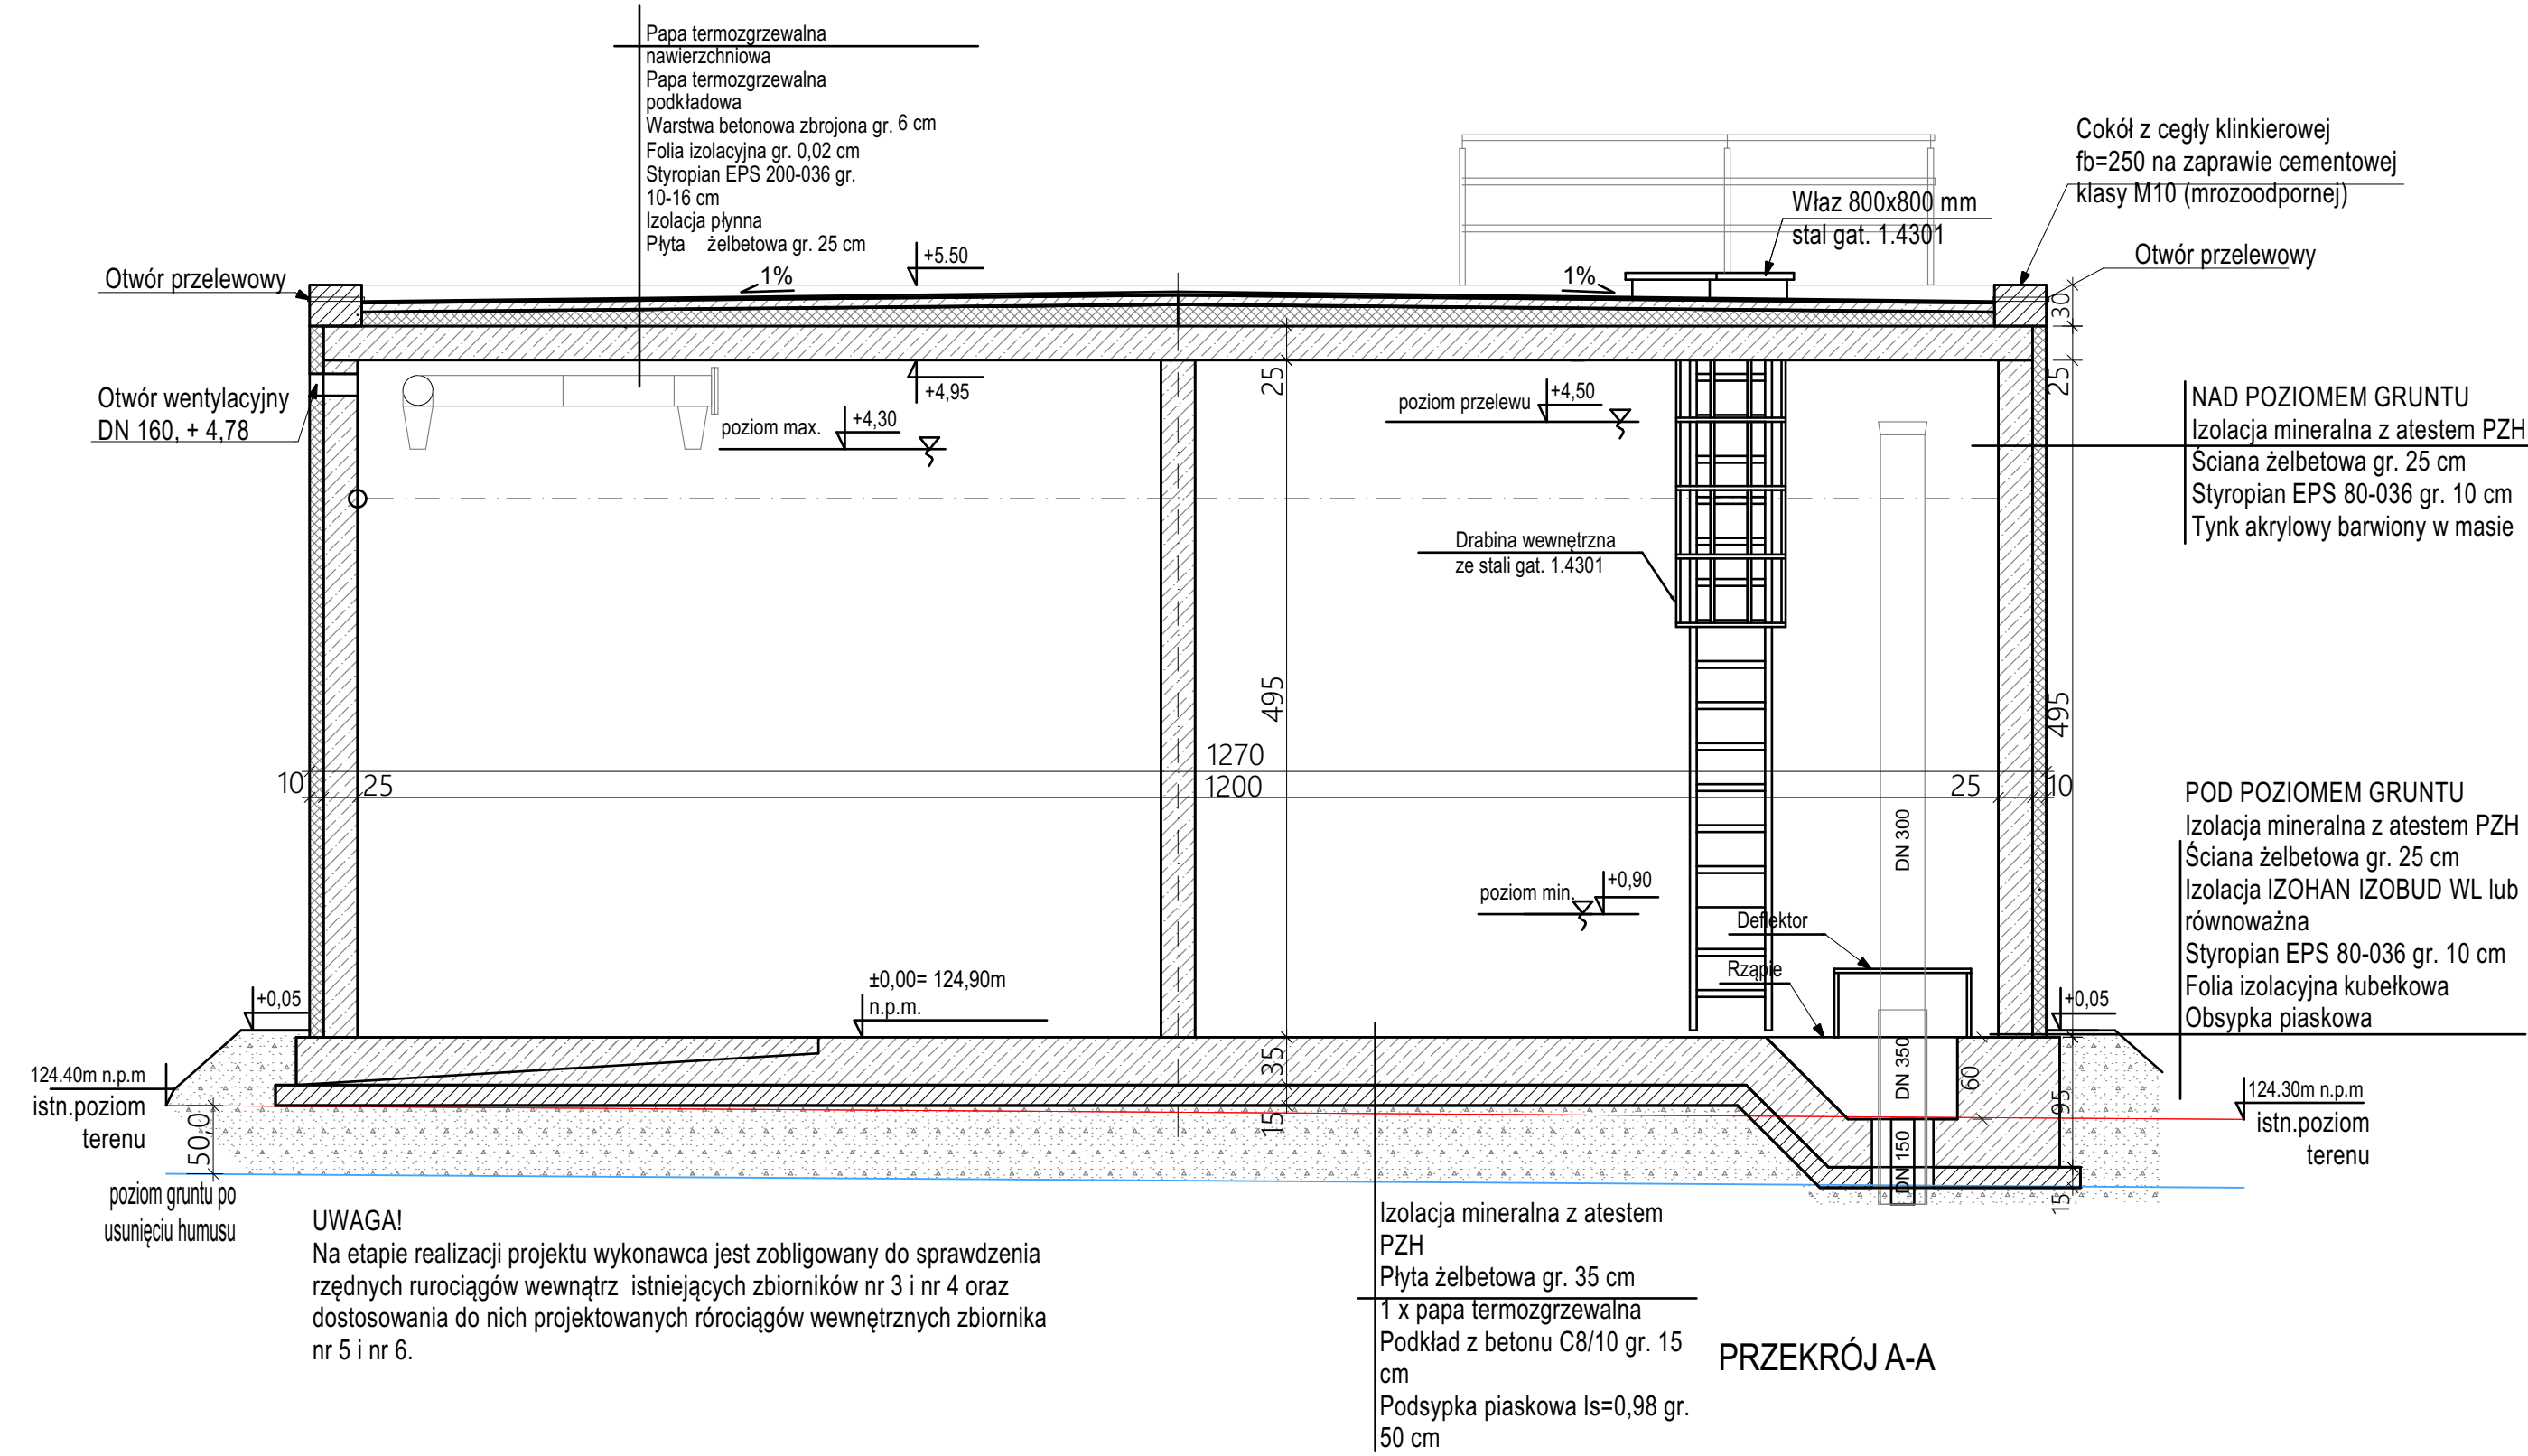 Papa termozgrzewalna
nawierzchniowa
Papa termozgrzewalna
podkładowa
Warstwa betonowa zbrojona gr. 6 cm
Folia izolacyjna gr. 0,02 cm
Styropian EPS 200-036 gr.
10-16 cm
Izolacja płynna
Płyta żelbetowa gr. 25 cm
Cokół z cegły klinkierowej
fb=250 na zaprawie cementowej
klasy M10 (mrozoodpornej)
Właz 800x800 mm
stal gat. 1.4301
Otwór przelewowy
Otwór przelewowy
+5.50
1%
1%
30
25
25
+4,95
Otwór wentylacyjny
DN 160, + 4,78
poziom max.
+4,30
poziom przelewu
+4,50
NAD POZIOMEM GRUNTU
Izolacja mineralna z atestem PZH
Ściana żelbetowa gr. 25 cm
Styropian EPS 80-036 gr. 10 cm
Tynk akrylowy barwiony w masie
Drabina wewnętrzna
ze stali gat. 1.4301
495
495
1270
1200
10
25
25
10
DN 300
poziom min.
+0,90
Deflektor
Rząpie
POD POZIOMEM GRUNTU
Izolacja mineralna z atestem PZH
Ściana żelbetowa gr. 25 cm
Izolacja IZOHAN IZOBUD WL lub
równoważna
Styropian EPS 80-036 gr. 10 cm
Folia izolacyjna kubełkowa
Obsypka piaskowa
±0,00= 124,90m
n.p.m.
+0,05
+0,05
35
15
DN 350
60
95
DN 150
15
124.40m n.p.m
istn.poziom
terenu
50,0
poziom gruntu po
usunięciu humusu
124.30m n.p.m
istn.poziom
terenu
UWAGA!
Na etapie realizacji projektu wykonawca jest zobligowany do sprawdzenia
rzędnych rurociągów wewnątrz istniejących zbiorników nr 3 i nr 4 oraz
dostosowania do nich projektowanych rórociągów wewnętrznych zbiornika
nr 5 i nr 6.
Izolacja mineralna z atestem
PZH
Płyta żelbetowa gr. 35 cm
1 x papa termozgrzewalna
Podkład z betonu C8/10 gr. 15
cm
Podsypka piaskowa Is=0,98 gr.
50 cm
PRZEKRÓJ A-A